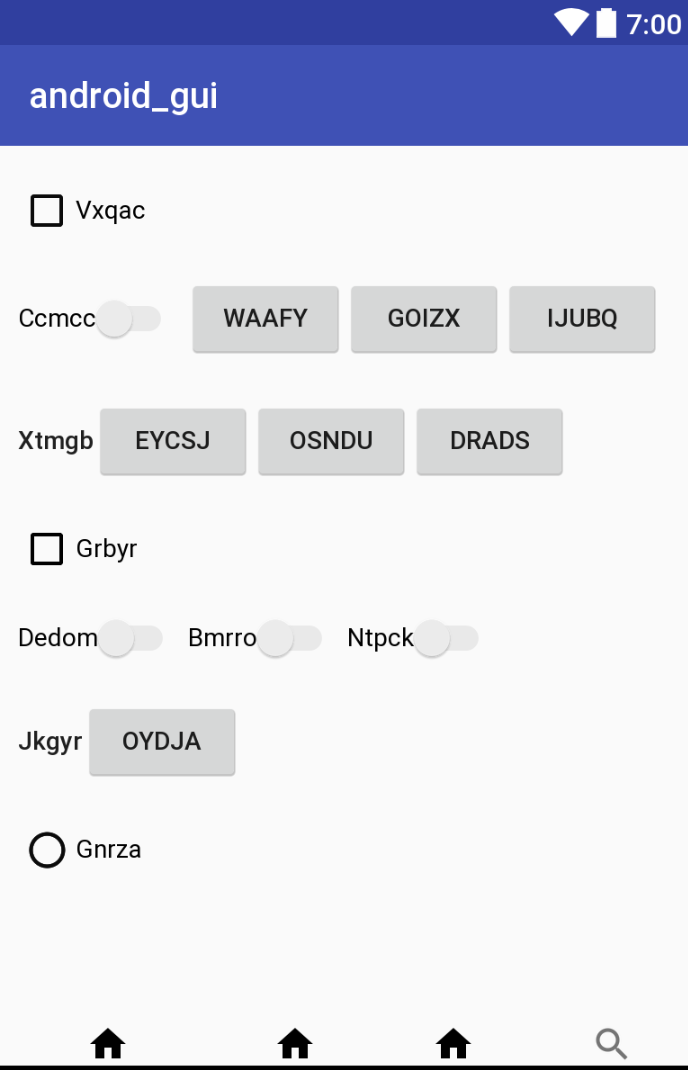 7:00
android_gui
Vxqac
Ccmcc WAAFY GOIZX IJUBQ
Xtmgb EYCSJ OSNDU DRADS
Grbyr
Dedom Bmrro Ntpck
Jkgyr OYDJA
Gnrza